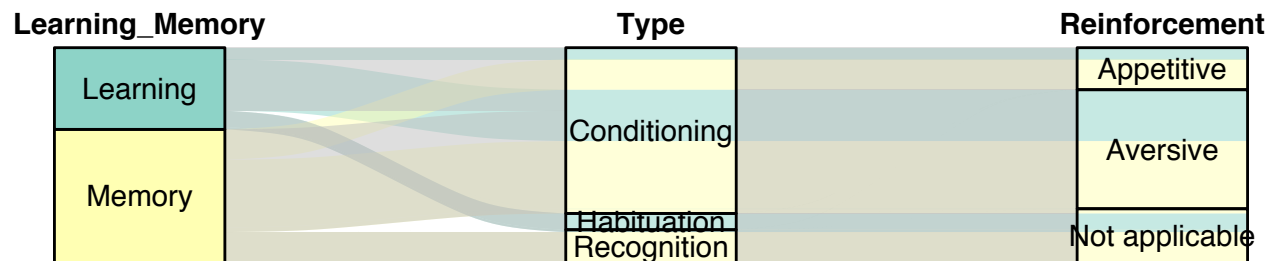 Learning_Memory Type Reinforcement
Learning
Memory
Conditioning
Habituation
Recognition
Appetitive
Aversive
Not applicable